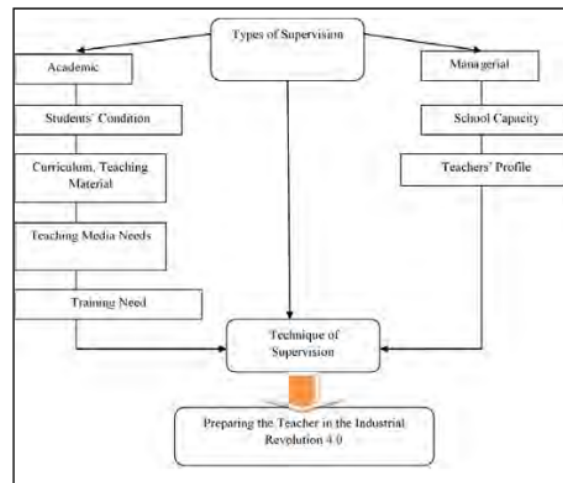 Types of Supervision
Academic
Managerial
Students' Condition
School Capacity
Curriculum, Teaching
Material
Teachers' Profile
Teaching Media Needs
Training Need
Technique of
Supervision
Preparing the Teacher in the Industrial
Revolution 4.0